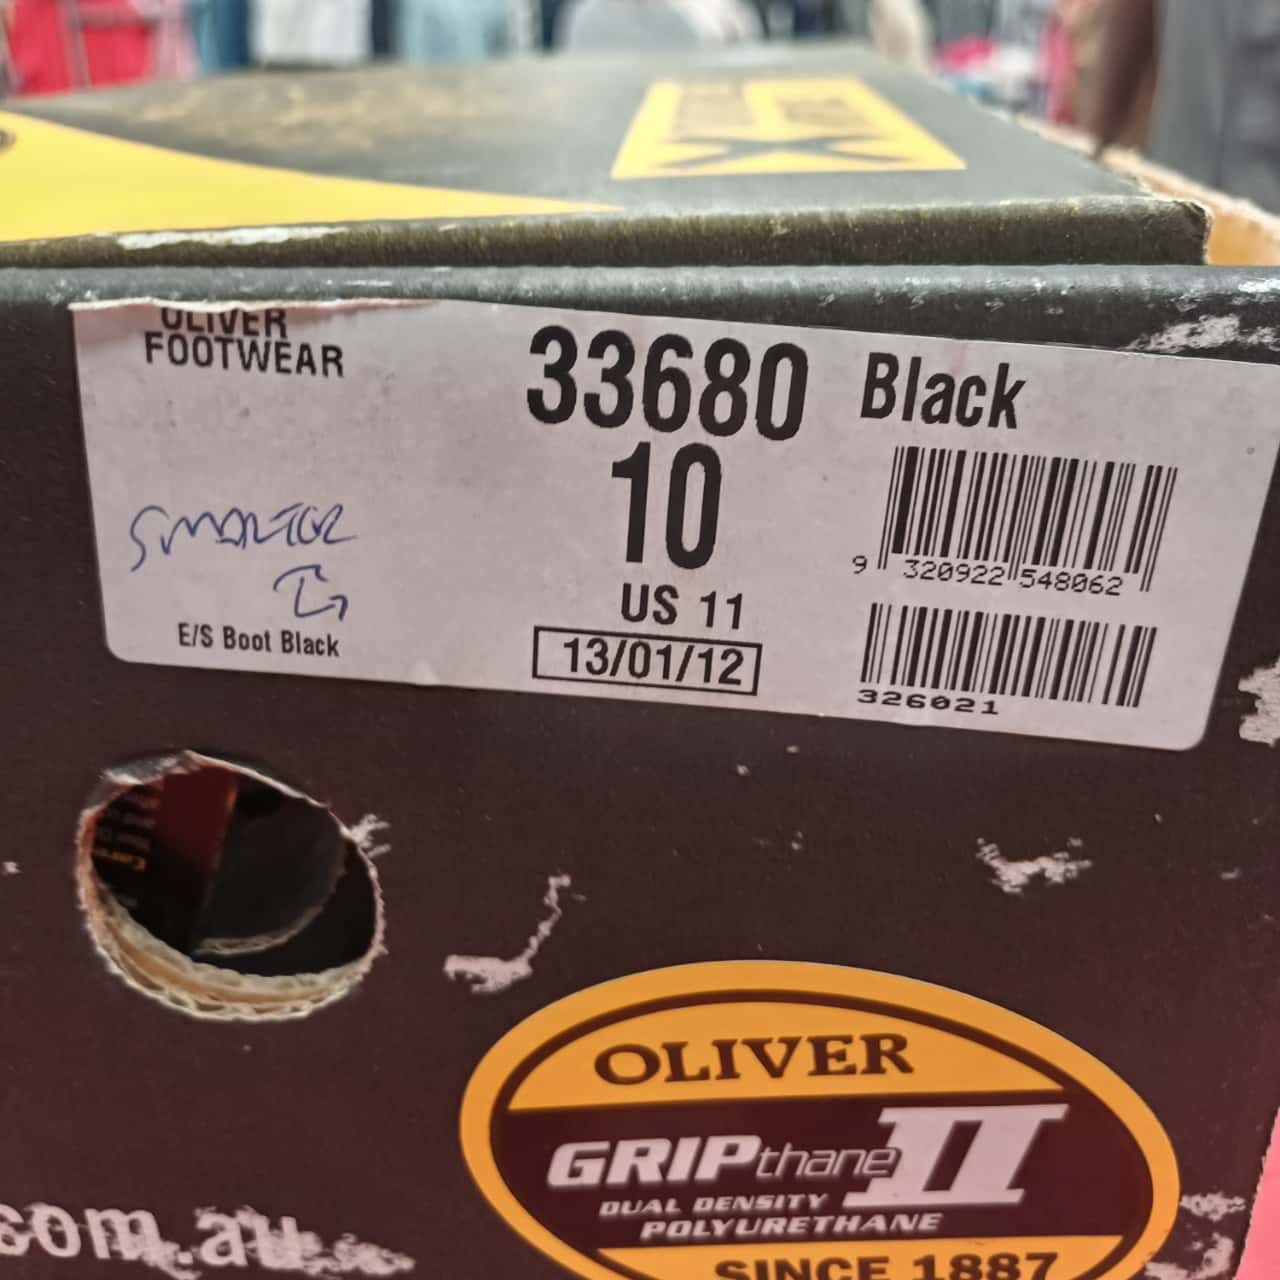 OLIVER
FOOTWEAR
33680 Black
10
US 11
13/01/12
E/S Boot Black
9 320922 548062
326021
OLIVER
GRIPthane II
DUAL DENSITY
POLYURETHANE
SINCE 1887
com.au